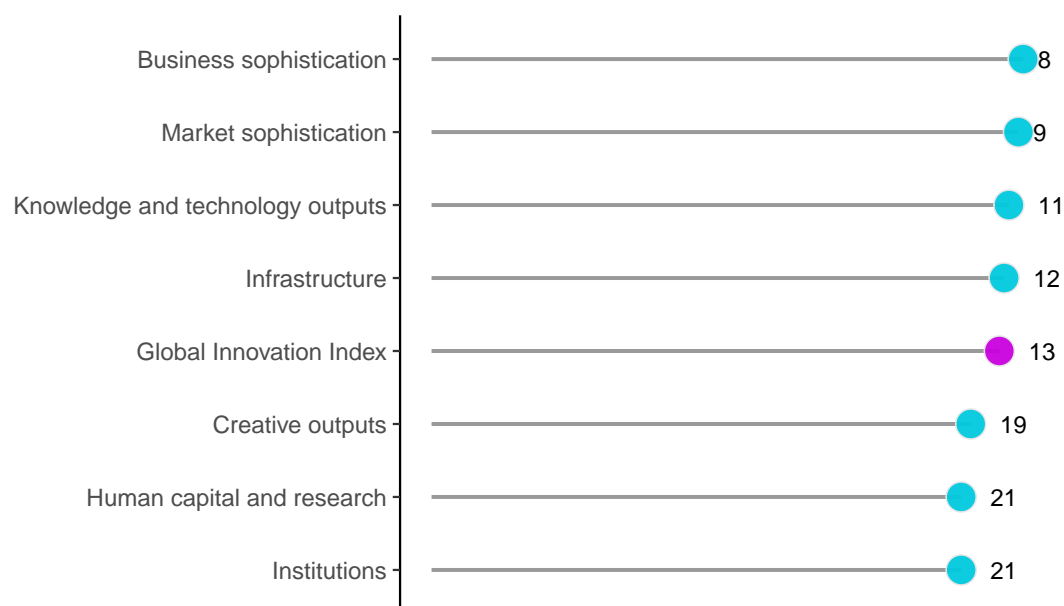 Business sophistication 8
Market sophistication 9
Knowledge and technology outputs 11
Infrastructure 12
Global Innovation Index 13
Creative outputs 19
Human capital and research 21
Institutions 21